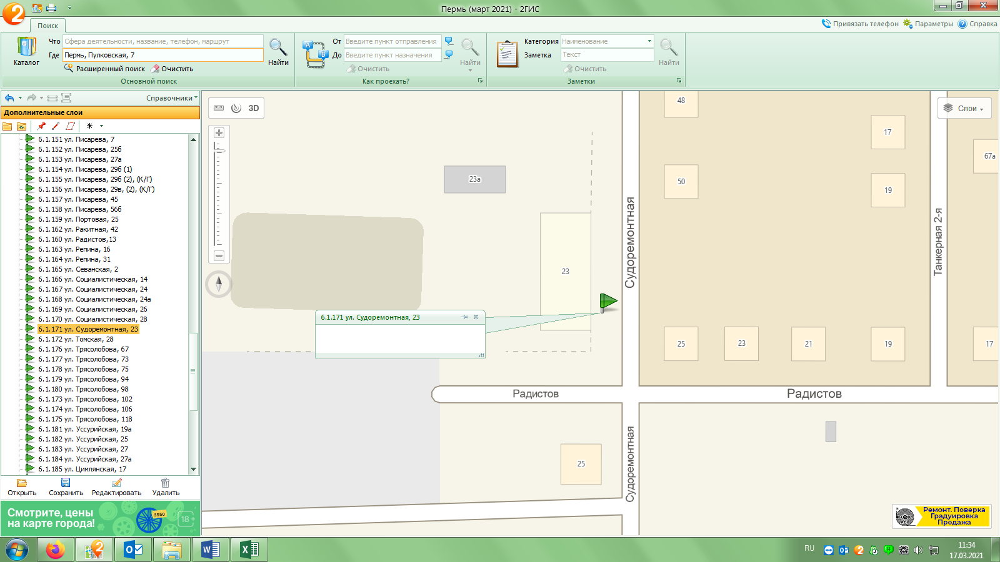 Пермь (март 2021) - 2ГИС
Поиск
Привязать телефон
Параметры
Справка
Каталог
Что
Сфера деятельности, название, телефон, маршрут
Где
Пермь, Пулковская, 7
Расширенный поиск
Очистить
Найти
Основной поиск
От
Введите пункт отправления
До
Введите пункт назначения
Очистить
Найти
Как проехать?
Категория
Наименование
Заметка
Текст
Очистить
Найти
Заметки
Справочники
Дополнительные слои
6.1.151 ул. Писарева, 7
6.1.152 ул. Писарева, 25б
6.1.153 ул. Писарева, 27а
6.1.154 ул. Писарева, 29б (1)
6.1.155 ул. Писарева, 29б (2), (К/Г)
6.1.156 ул. Писарева, 29в, (2), (К/Г)
6.1.157 ул. Писарева, 45
6.1.158 ул. Писарева, 56б
6.1.159 ул. Портовая, 25
6.1.162 ул. Ракитная, 42
6.1.160 ул. Радистов,13
6.1.163 ул. Репина, 16
6.1.164 ул. Репина, 31
6.1.165 ул. Севанская, 2
6.1.166 ул. Социалистическая, 14
6.1.167 ул. Социалистическая, 24
6.1.168 ул. Социалистическая, 24а
6.1.169 ул. Социалистическая, 26
6.1.170 ул. Социалистическая, 28
6.1.171 ул. Судоремонтная, 23
6.1.172 ул. Томская, 28
6.1.176 ул. Трясолобова, 67
6.1.177 ул. Трясолобова, 73
6.1.178 ул. Трясолобова, 75
6.1.179 ул. Трясолобова, 94
6.1.180 ул. Трясолобова, 98
6.1.173 ул. Трясолобова, 102
6.1.174 ул. Трясолобова, 106
6.1.175 ул. Трясолобова, 118
6.1.181 ул. Уссурийская, 19а
6.1.182 ул. Уссурийская, 25
6.1.183 ул. Уссурийская, 27
6.1.184 ул. Уссурийская, 27а
6.1.185 ул. Цимлянская, 17
Открыть
Сохранить
Редактировать
Удалить
Смотрите, цены
на карте города!
3550
18+
3D
Слои
48
17
67а
23а
50
19
Судоремонтная
Танкерная 2-я
23
6.1.171 ул. Судоремонтная, 23
25
23
21
19
17
Радистов
Радистов
Судоремонтная
25
Ремонт. Поверка
Градуировка
Продажа
RU
11:34
17.03.2021